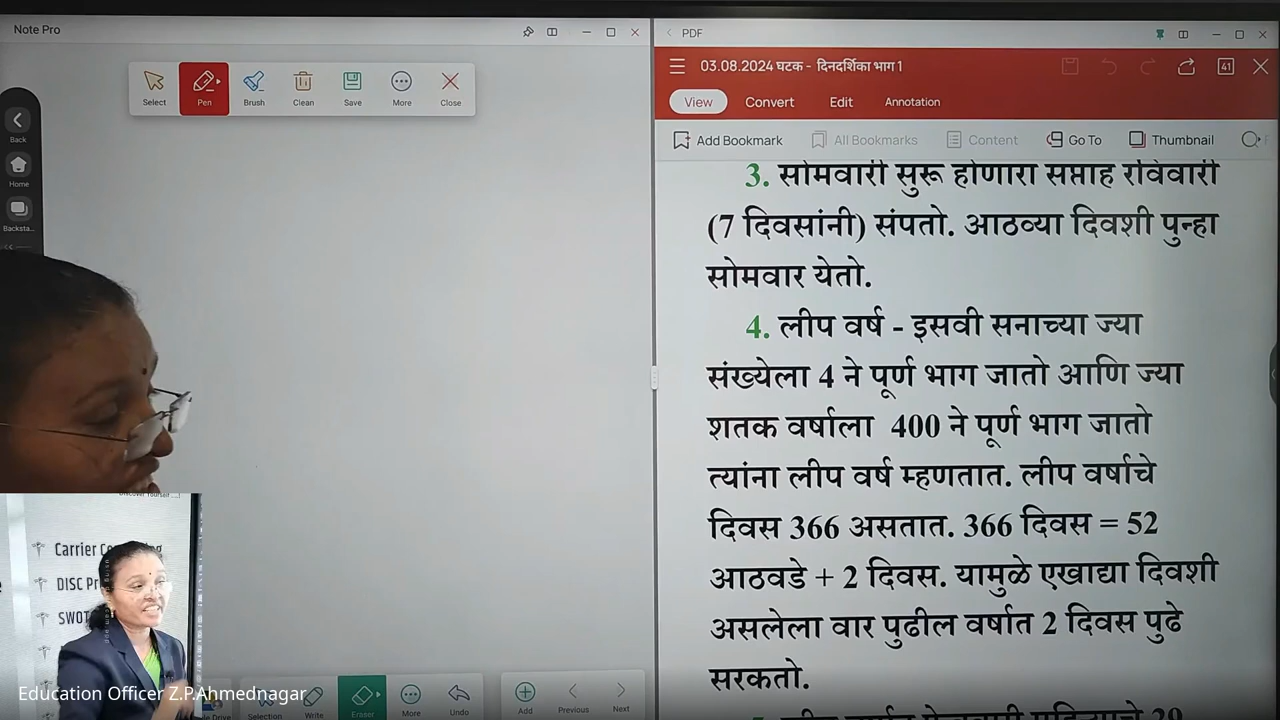 Note Pro
PDF
03.08.2024 घटक - दिनदर्शिका भाग 1
41
Select
Pen
Brush
Clean
Save
More
Close
View
Convert
Edit
Annotation
Add Bookmark
All Bookmarks
Content
Go To
Thumbnail
Back
Home
Backsta...
3. सोमवारी सुरू होणारा सप्ताह रविवारी
(7 दिवसांनी) संपतो. आठव्या दिवशी पुन्हा
सोमवार येतो.
4. लीप वर्ष - इसवी सनाच्या ज्या
संख्येला 4 ने पूर्ण भाग जातो आणि ज्या
शतक वर्षाला 400 ने पूर्ण भाग जातो
त्यांना लीप वर्ष म्हणतात. लीप वर्षाचे
दिवस 366 असतात. 366 दिवस = 52
आठवडे + 2 दिवस. यामुळे एखाद्या दिवशी
असलेला वार पुढील वर्षात 2 दिवस पुढे
सरकतो.
Carrier
DISC
SWOT
Education Officer Z.P.Ahmednagar
Selection
Write
Eraser
More
Undo
Add
Previous
Next